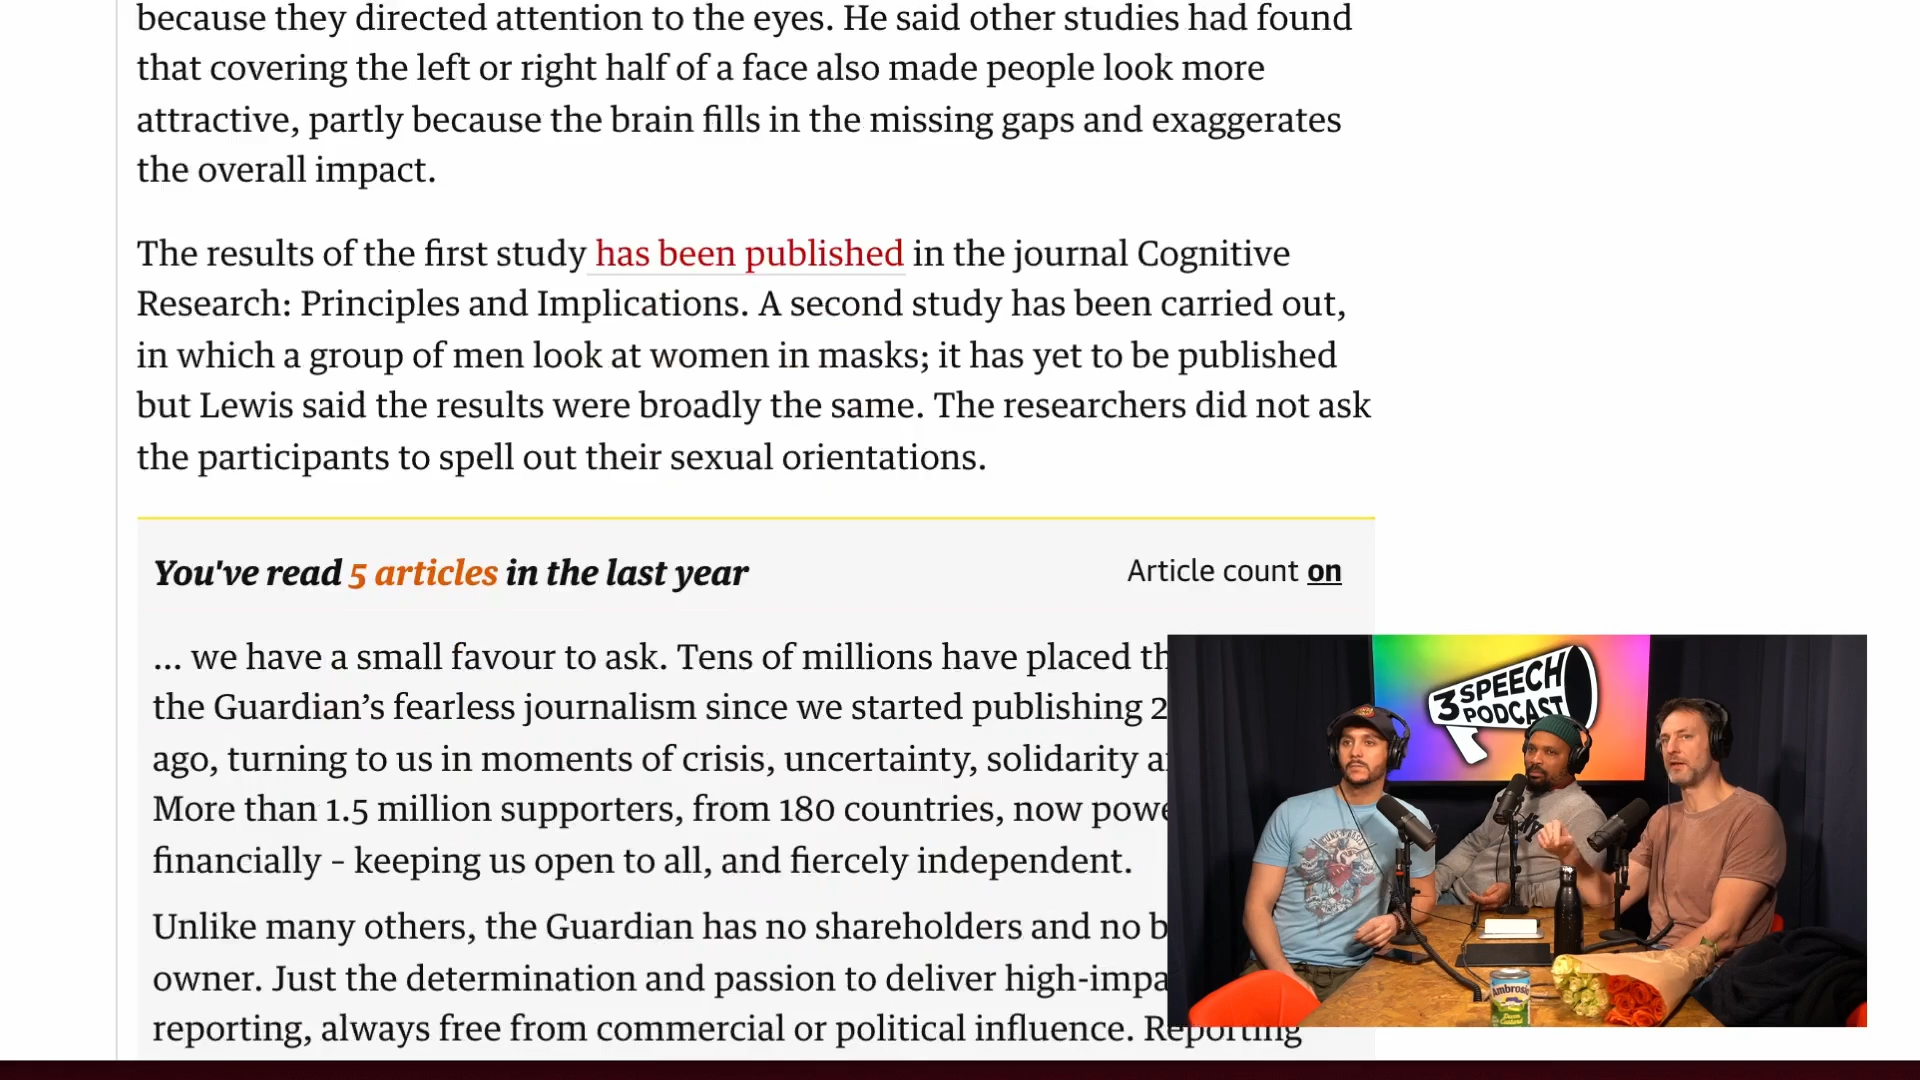 because they directed attention to the eyes. He said other studies had found
that covering the left or right half of a face also made people look more
attractive, partly because the brain fills in the missing gaps and exaggerates
the overall impact.
The results of the first study has been published in the journal Cognitive
Research: Principles and Implications. A second study has been carried out,
in which a group of men look at women in masks; it has yet to be published
but Lewis said the results were broadly the same. The researchers did not ask
the participants to spell out their sexual orientations.
You've read 5 articles in the last year
Article count on
... we have a small favour to ask. Tens of millions have placed
the Guardian’s fearless journalism since we started publishing
ago, turning to us in moments of crisis, uncertainty, solidarity
More than 1.5 million supporters, from 180 countries, now
financially – keeping us open to all, and fiercely independent.
Unlike many others, the Guardian has no shareholders and no
owner. Just the determination and passion to deliver
reporting, always free from commercial or political influence. Reporting
3 SPEECH
PODCAST
Ambrosia